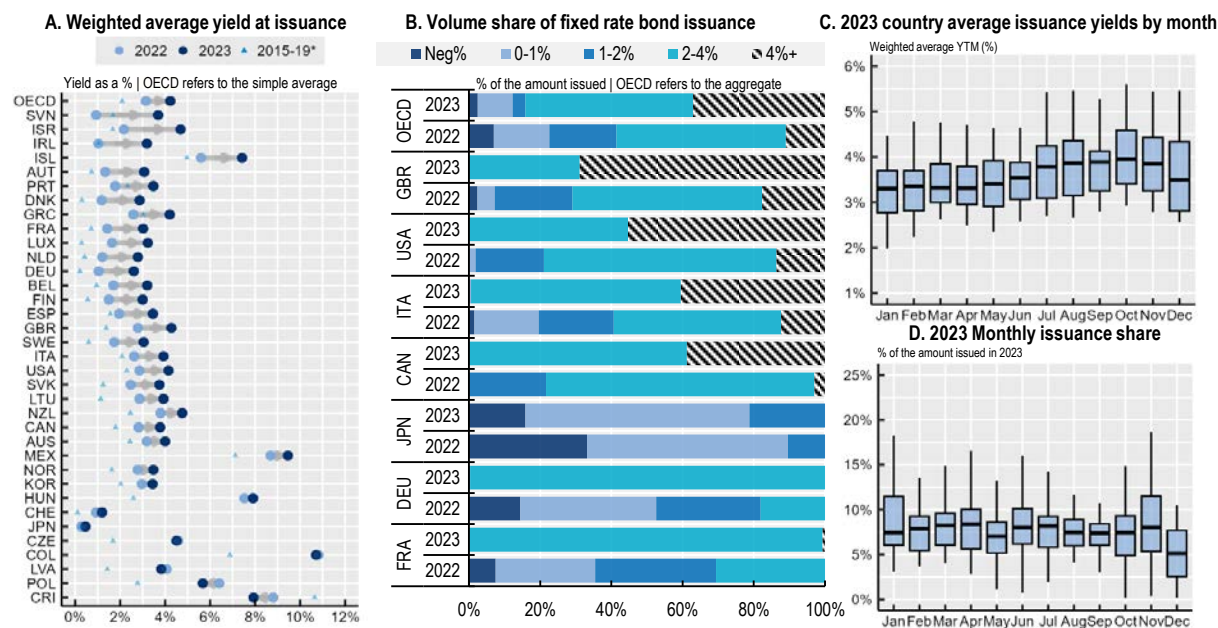 A. Weighted average yield at issuance
2022 2023 2015-19*
Yield as a % | OECD refers to the simple average
OECD
SVN
ISR
IRL
ISL
AUT
PRT
DNK
GRC
FRA
LUX
NLD
DEU
BEL
FIN
ESP
GBR
SWE
ITA
USA
SVK
LTU
NZL
CAN
AUS
MEX
NOR
KOR
HUN
CHE
JPN
CZE
COL
LVA
POL
CRI
0% 2% 4% 6% 8% 10% 12%
B. Volume share of fixed rate bond issuance
Neg% 0-1% 1-2% 2-4% 4%+
% of the amount issued | OECD refers to the aggregate
OECD
2023
2022
GBR
2023
2022
USA
2023
2022
ITA
2023
2022
CAN
2023
2022
JPN
2023
2022
DEU
2023
2022
FRA
2023
2022
0% 20% 40% 60% 80% 100%
C. 2023 country average issuance yields by month
Weighted average YTM (%)
6%
5%
4%
3%
2%
1%
Jan Feb Mar Apr May Jun Jul Aug Sep Oct Nov Dec
D. 2023 Monthly issuance share
% of the amount issued in 2023
25%
20%
15%
10%
5%
0%
Jan Feb Mar Apr May Jun Jul Aug Sep Oct Nov Dec